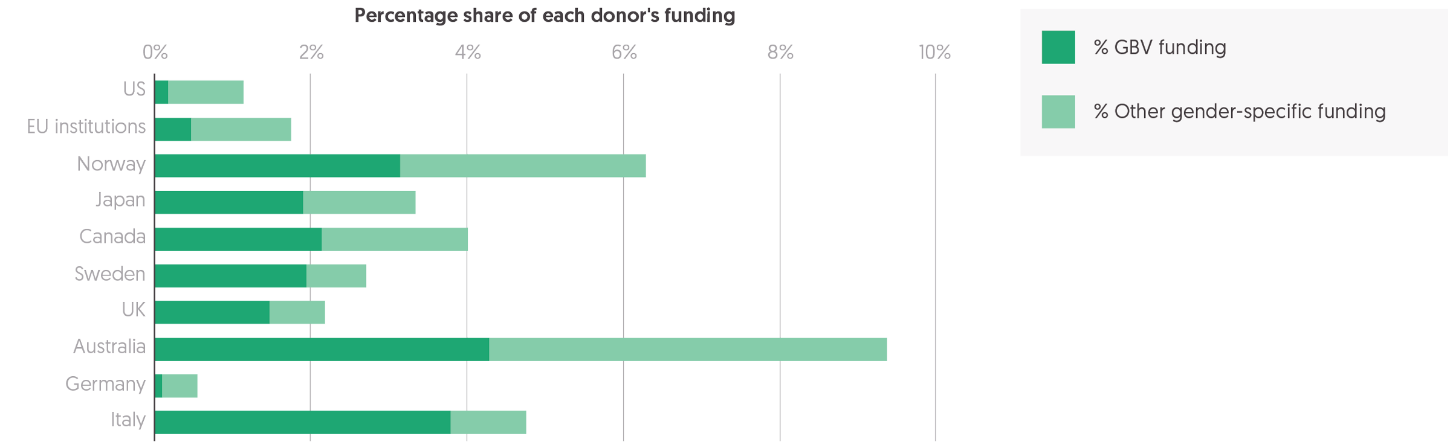 Percentage share of each donor's funding
0% 2% 4% 6% 8% 10%
US
EU institutions
Norway
Japan
Canada
Sweden
UK
Australia
Germany
Italy
% GBV funding
% Other gender-specific funding